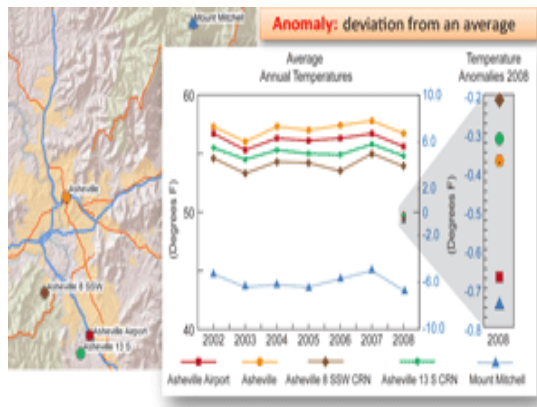 Mount Mitchell
Anomaly: deviation from an average
Average
Annual Temperatures
Temperature
Anomalies 2008
60
50
40
(Degrees F)
10.0
6.0
2.0
0
-2.0
-6.0
-10.0
(Degrees F)
-0.2
-0.3
-0.4
-0.5
-0.6
-0.7
-0.8
2002 2003 2004 2005 2006 2007 2008
2008
Asheville
Asheville 8 SSW
Asheville Airport
Asheville 13 S
Asheville Airport Asheville Asheville 8 SSW CRN Asheville 13 S CRN Mount Mitchell